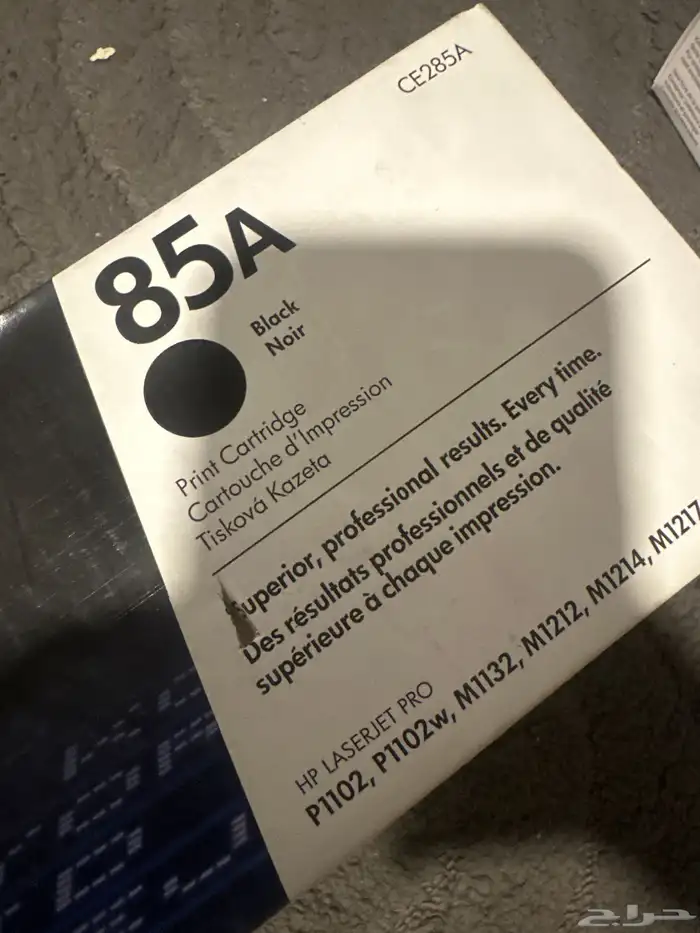 CE285A
85A
Black
Noir
Print Cartridge
Cartouche d'Impression
Tisková Kazeta
Superior, professional results. Every time.
Des résultats professionnels et de qualité
supérieure à chaque impression.
HP LASERJET PRO
P1102, P1102w, M1132, M1212, M1214, M1217
حراج